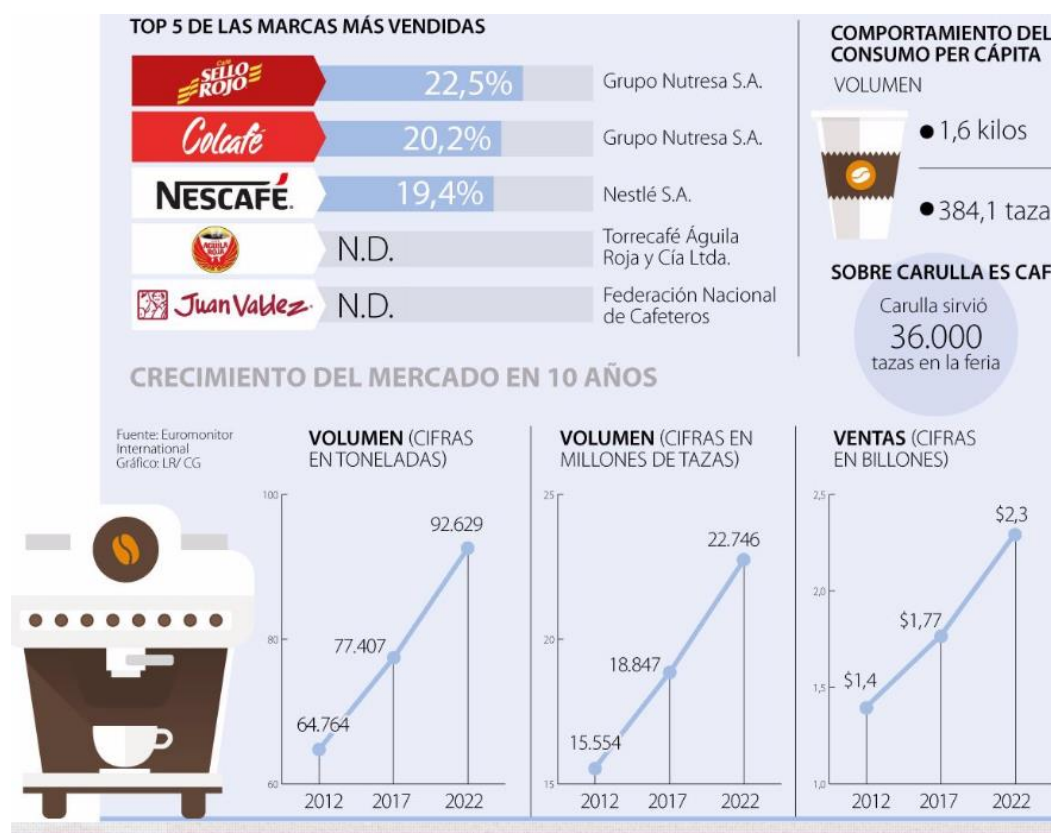 TOP 5 DE LAS MARCAS MÁS VENDIDAS
Café
SELLO
ROJO
22,5%
Grupo Nutresa S.A.
Colcafé
20,2%
Grupo Nutresa S.A.
NESCAFÉ.
19,4%
Nestlé S.A.
AGUILA
ROJA
N.D.
Torrecafé Águila
Roja y Cía Ltda.
Juan Valdez
N.D.
Federación Nacional
de Cafeteros
COMPORTAMIENTO DEL
CONSUMO PER CÁPITA
VOLUMEN
1,6 kilos
384,1 taza
SOBRE CARULLA ES CAF
Carulla sirvió
36.000
tazas en la feria
CRECIMIENTO DEL MERCADO EN 10 AÑOS
Fuente: Euromonitor
International
Gráfico: LR/ CG
VOLUMEN (CIFRAS
EN TONELADAS)
100
80
60
64.764
77.407
92.629
2012 2017 2022
VOLUMEN (CIFRAS EN
MILLONES DE TAZAS)
25
20
15
15.554
18.847
22.746
2012 2017 2022
VENTAS (CIFRAS
EN BILLONES)
2,5
2,0
1,5
1,0
$1,4
$1,77
$2,3
2012 2017 2022